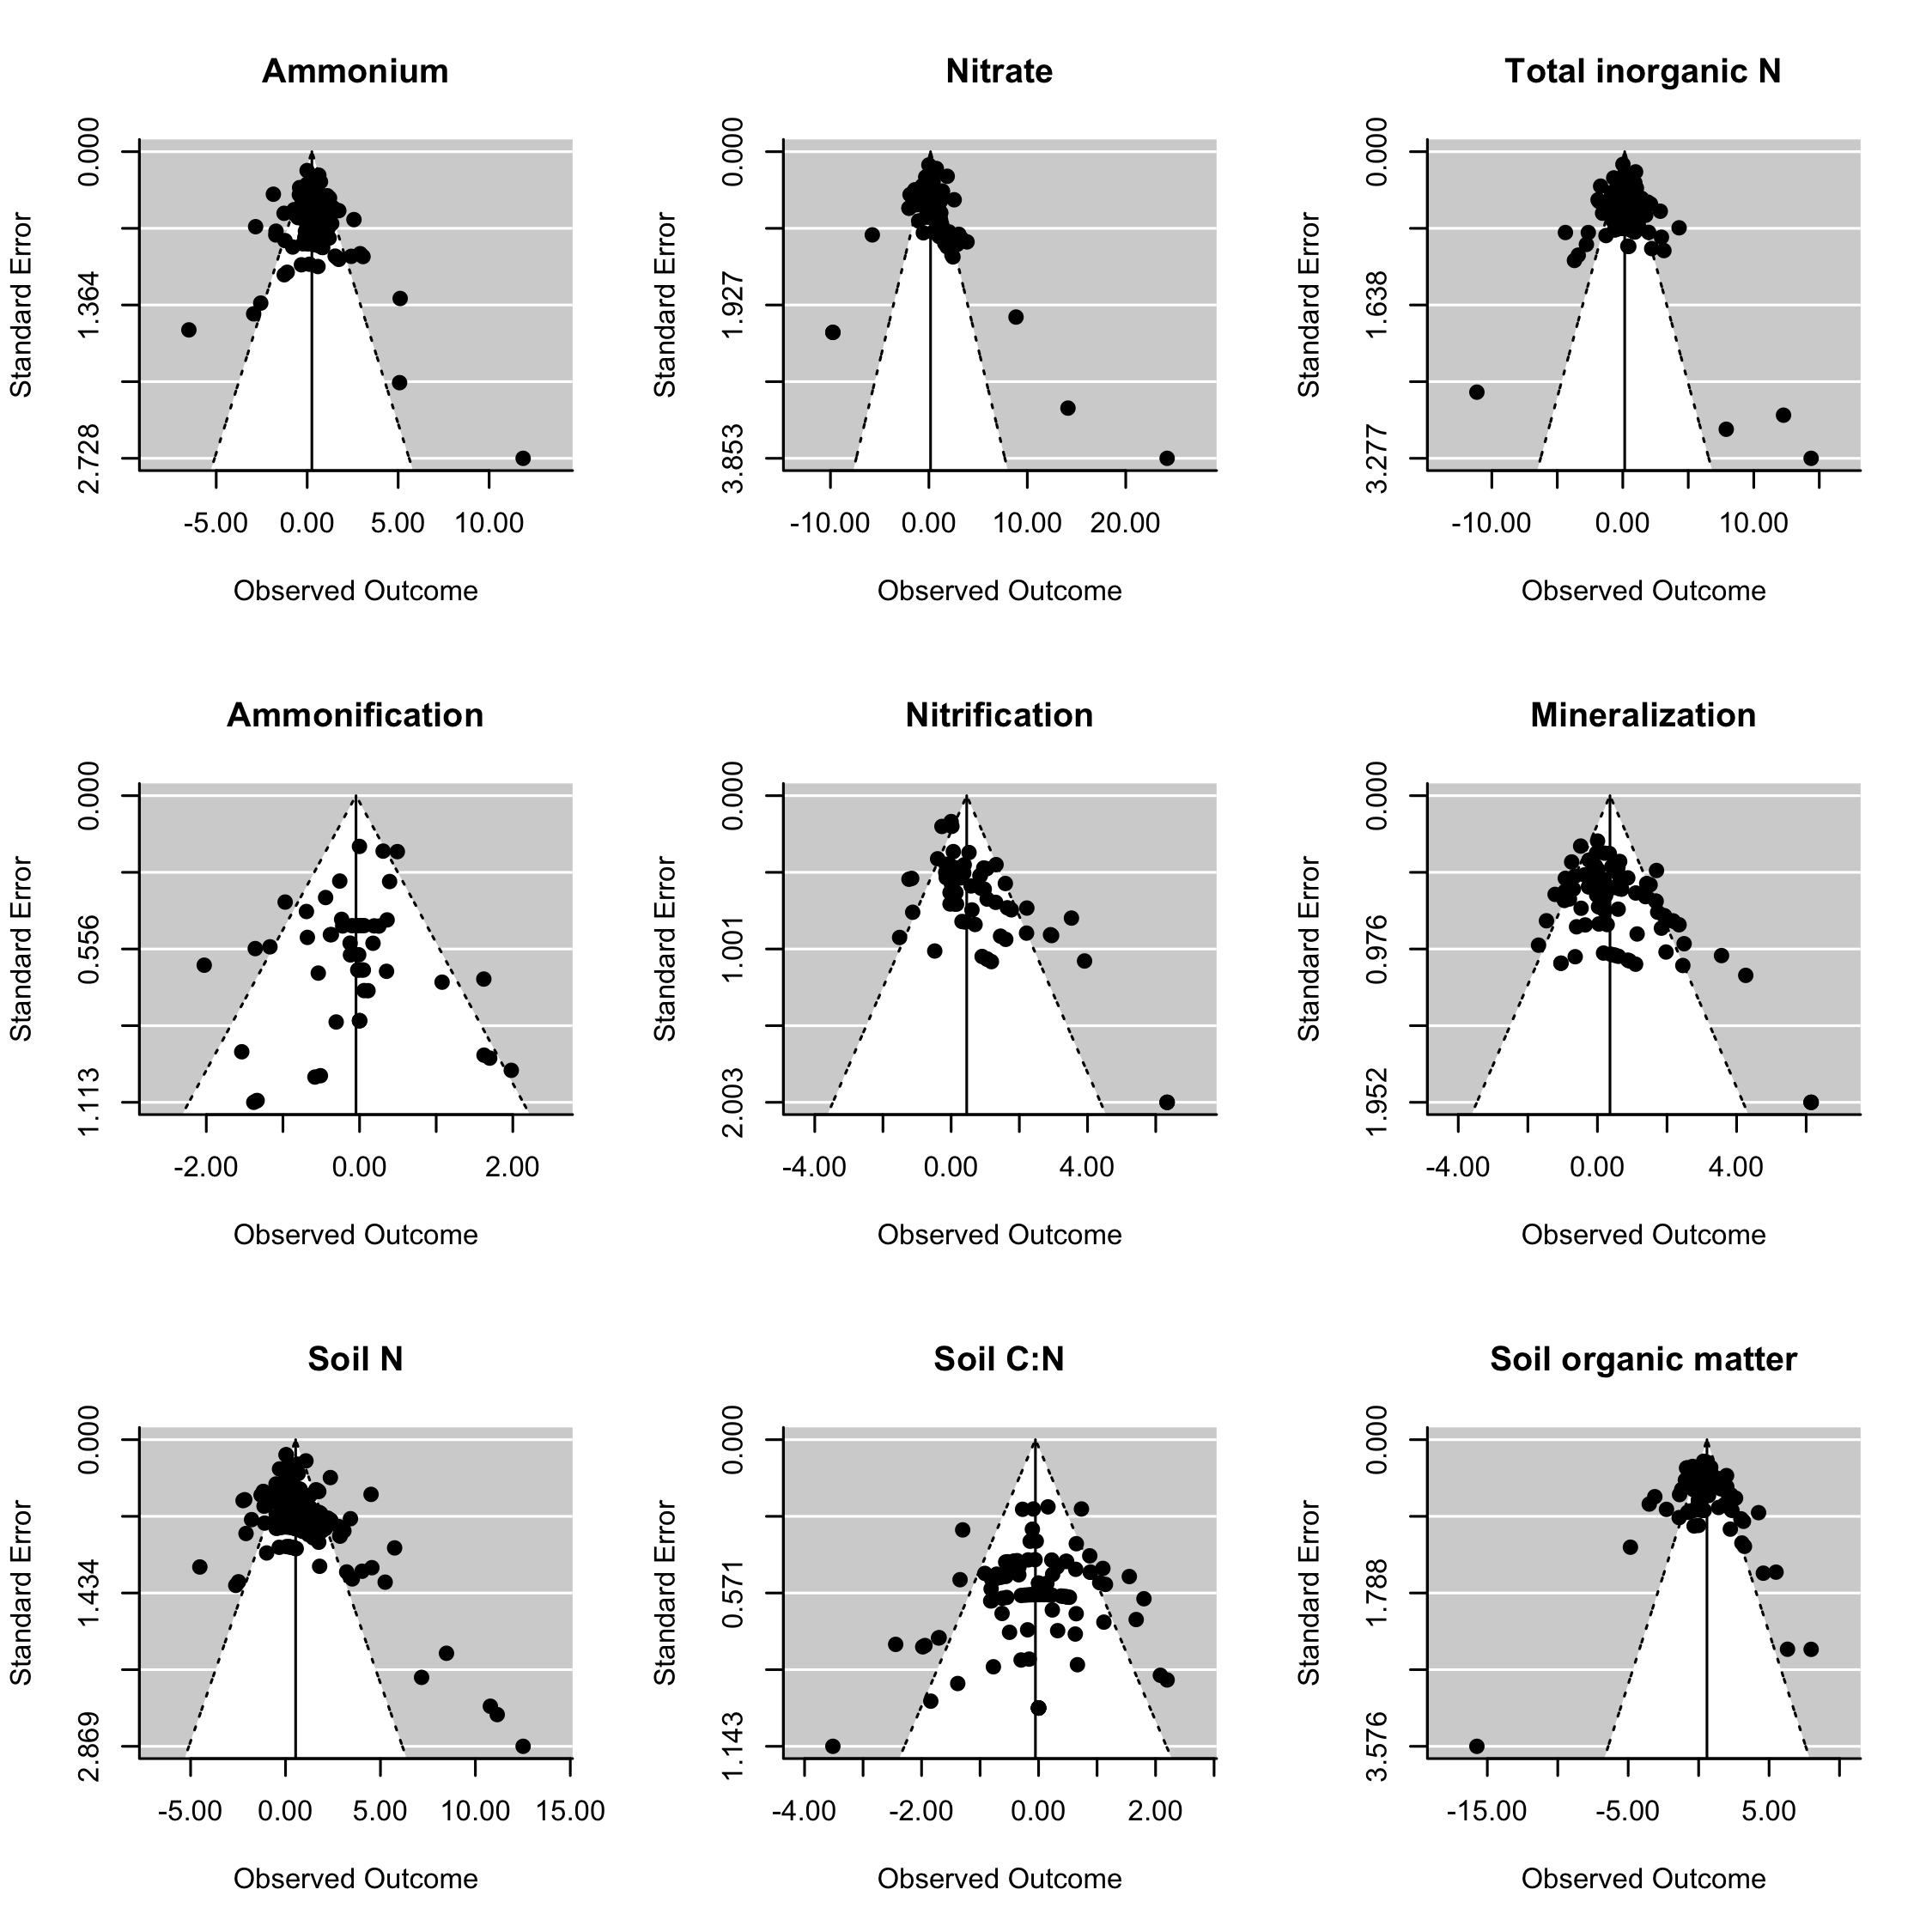 Ammonium
Standard Error
0.000
1.364
2.728
-5.00 0.00 5.00 10.00
Observed Outcome
Nitrate
Standard Error
0.000
1.927
3.853
-10.00 0.00 10.00 20.00
Observed Outcome
Total inorganic N
Standard Error
0.000
1.638
3.277
-10.00 0.00 10.00
Observed Outcome
Ammonification
Standard Error
0.000
0.556
1.113
-2.00 0.00 2.00
Observed Outcome
Nitrification
Standard Error
0.000
1.001
2.003
-4.00 0.00 4.00
Observed Outcome
Mineralization
Standard Error
0.000
0.976
1.952
-4.00 0.00 4.00
Observed Outcome
Soil N
Standard Error
0.000
1.434
2.869
-5.00 0.00 5.00 10.00 15.00
Observed Outcome
Soil C:N
Standard Error
0.000
0.571
1.143
-4.00 -2.00 0.00 2.00
Observed Outcome
Soil organic matter
Standard Error
0.000
1.788
3.576
-15.00 -5.00 5.00
Observed Outcome